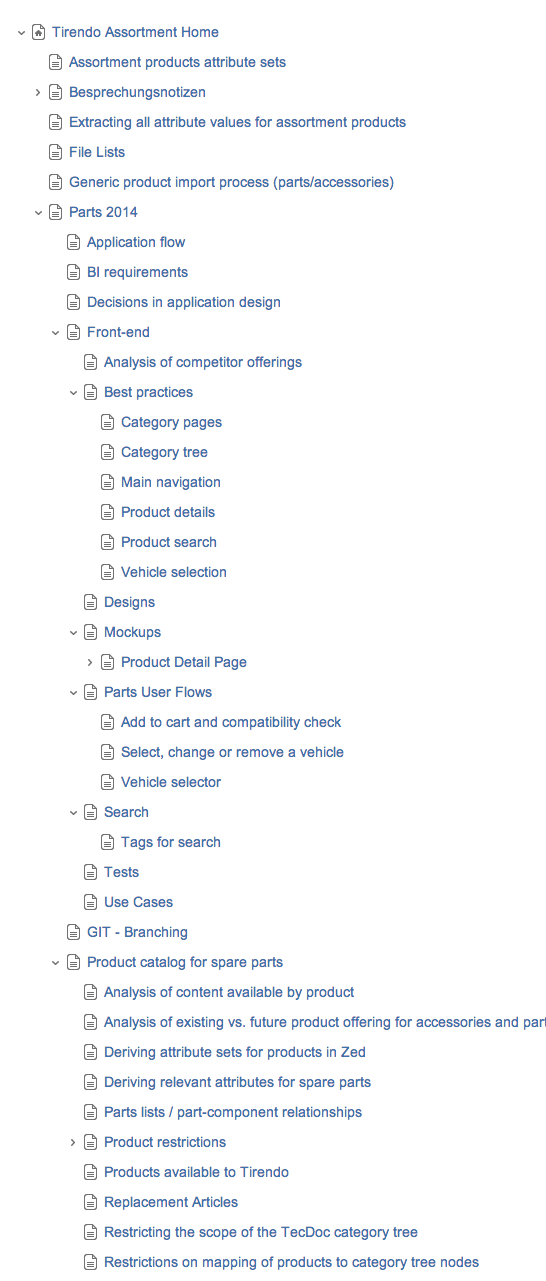 Tirendo Assortment Home
Assortment products attribute sets
Besprechungsnotizen
Extracting all attribute values for assortment products
File Lists
Generic product import process (parts/accessories)
Parts 2014
Application flow
BI requirements
Decisions in application design
Front-end
Analysis of competitor offerings
Best practices
Category pages
Category tree
Main navigation
Product details
Product search
Vehicle selection
Designs
Mockups
Product Detail Page
Parts User Flows
Add to cart and compatibility check
Select, change or remove a vehicle
Vehicle selector
Search
Tags for search
Tests
Use Cases
GIT - Branching
Product catalog for spare parts
Analysis of content available by product
Analysis of existing vs. future product offering for accessories and part
Deriving attribute sets for products in Zed
Deriving relevant attributes for spare parts
Parts lists / part-component relationships
Product restrictions
Products available to Tirendo
Replacement Articles
Restricting the scope of the TecDoc category tree
Restrictions on mapping of products to category tree nodes